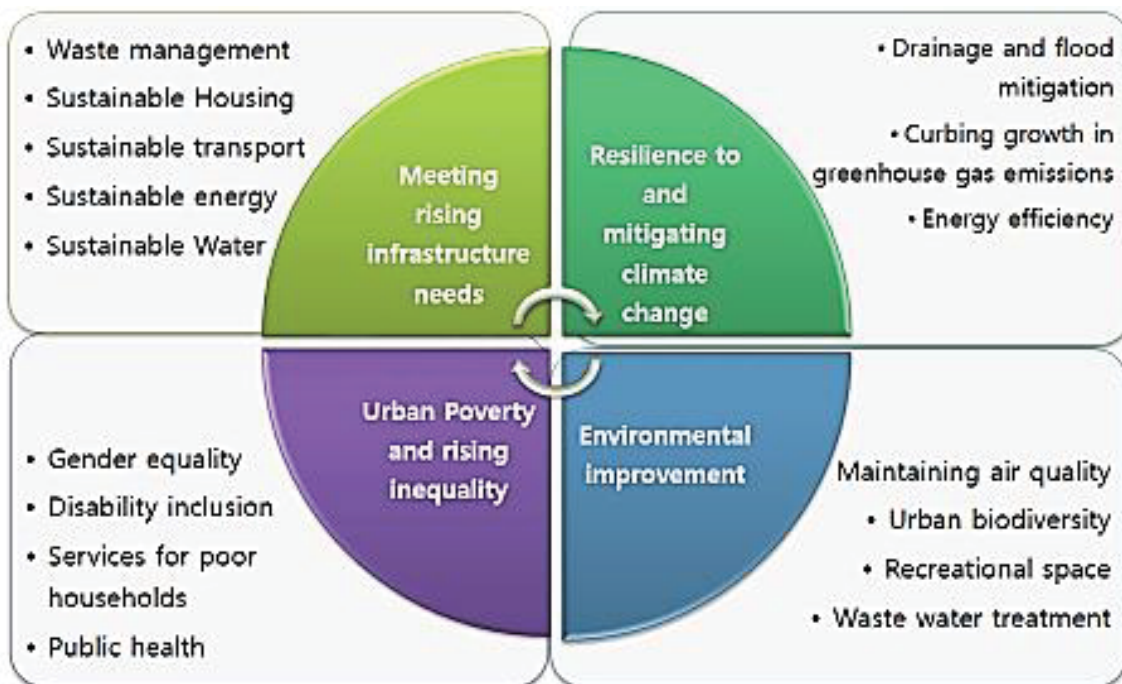 • Waste management
• Sustainable Housing
• Sustainable transport
• Sustainable energy
• Sustainable Water
Meeting
rising
infrastructure
needs
Resilience to
and
mitigating
climate
change
• Drainage and flood
mitigation
• Curbing growth in
greenhouse gas emissions
• Energy efficiency
• Gender equality
• Disability inclusion
• Services for poor
households
• Public health
Urban Poverty
and rising
inequality
Environmental
improvement
Maintaining air quality
• Urban biodiversity
• Recreational space
• Waste water treatment